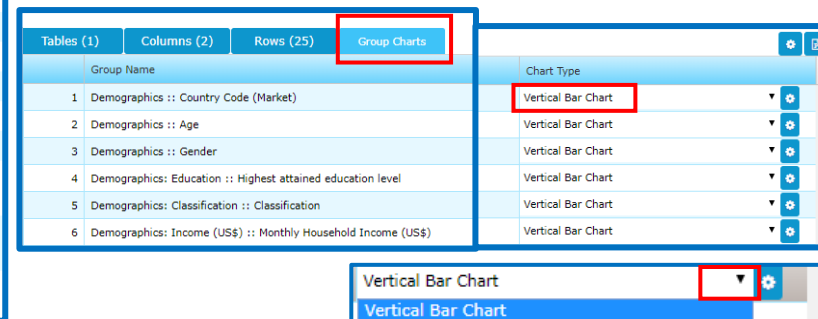 Tables (1) Columns (2) Rows (25) Group Charts
Group Name Chart Type
1 Demographics :: Country Code (Market) Vertical Bar Chart
2 Demographics :: Age Vertical Bar Chart
3 Demographics :: Gender Vertical Bar Chart
4 Demographics: Education :: Highest attained education level Vertical Bar Chart
5 Demographics: Classification :: Classification Vertical Bar Chart
6 Demographics: Income (US$) :: Monthly Household Income (US$) Vertical Bar Chart
Vertical Bar Chart
Vertical Bar Chart